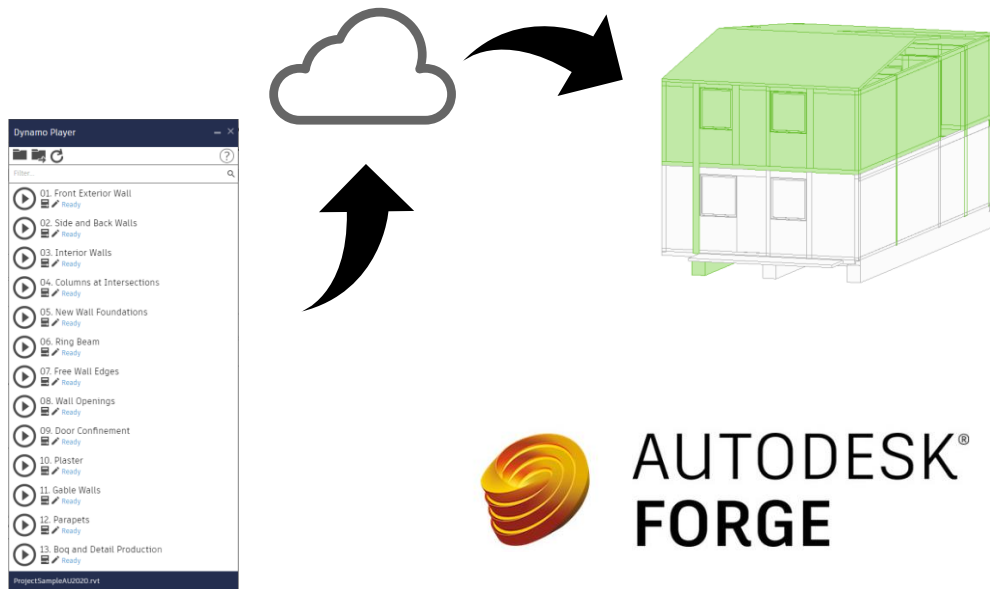 Dynamo Player
Filter...
01. Front Exterior Wall
Ready
02. Side and Back Walls
Ready
03. Interior Walls
Ready
04. Columns at Intersections
Ready
05. New Wall Foundations
Ready
06. Ring Beam
Ready
07. Free Wall Edges
Ready
08. Wall Openings
Ready
09. Door Confinement
Ready
10. Plaster
Ready
11. Gable Walls
Ready
12. Parapets
Ready
13. Boq and Detail Production
Ready
ProjectSampleAU2020.rvt
AUTODESK®
FORGE